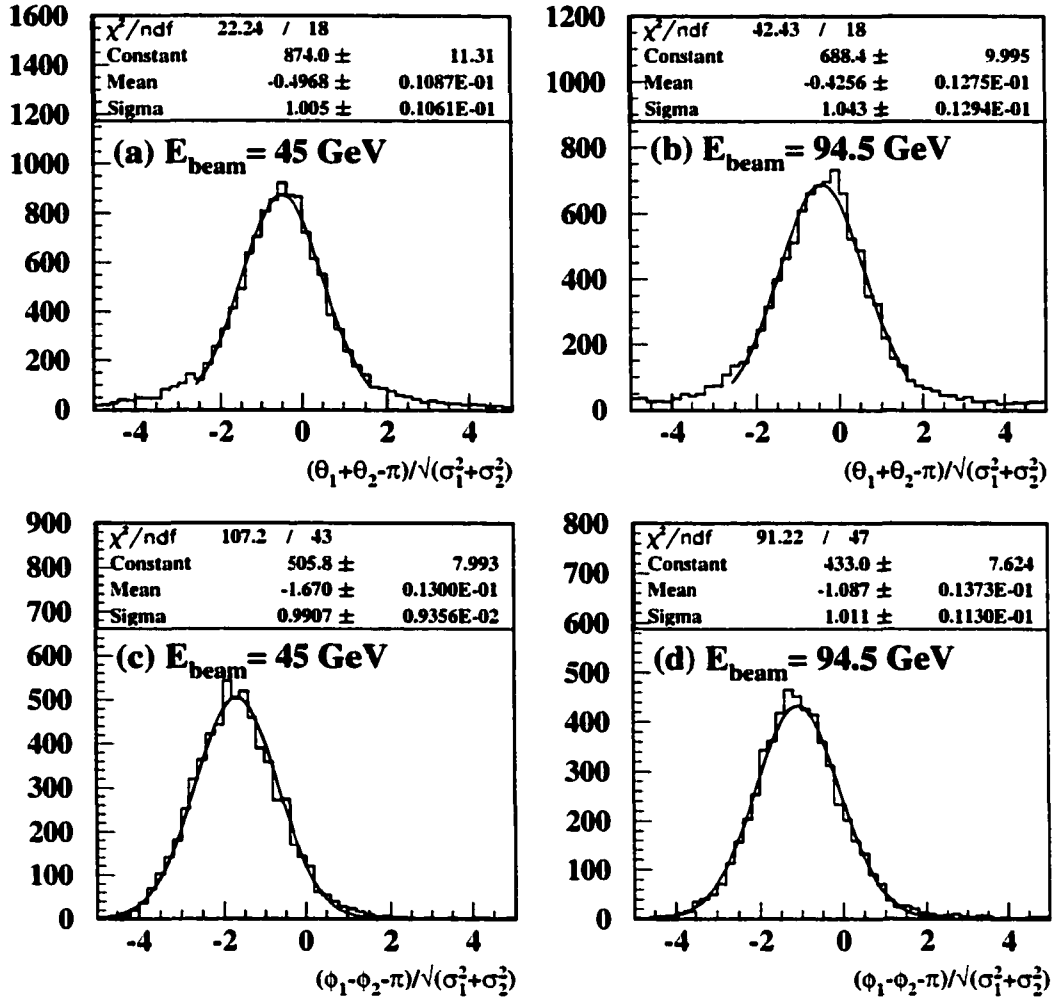 χ²/ndf 22.24 / 18
Constant 874.0 ± 11.31
Mean -0.4968 ± 0.1087E-01
Sigma 1.005 ± 0.1061E-01
(a) E_beam = 45 GeV
1600
1400
1200
1000
800
600
400
200
0
-4 -2 0 2 4
(θ₁+θ₂-π)/√(σ₁²+σ₂²)
χ²/ndf 42.43 / 18
Constant 688.4 ± 9.995
Mean -0.4256 ± 0.1275E-01
Sigma 1.043 ± 0.1294E-01
(b) E_beam = 94.5 GeV
1200
1000
800
600
400
200
0
-4 -2 0 2 4
(θ₁+θ₂-π)/√(σ₁²+σ₂²)
χ²/ndf 107.2 / 43
Constant 505.8 ± 7.993
Mean -1.670 ± 0.1300E-01
Sigma 0.9907 ± 0.9356E-02
(c) E_beam = 45 GeV
900
800
700
600
500
400
300
200
100
0
-4 -2 0 2 4
(ϕ₁-ϕ₂-π)/√(σ₁²+σ₂²)
χ²/ndf 91.22 / 47
Constant 433.0 ± 7.624
Mean -1.087 ± 0.1373E-01
Sigma 1.011 ± 0.1130E-01
(d) E_beam = 94.5 GeV
800
700
600
500
400
300
200
100
0
-4 -2 0 2 4
(ϕ₁-ϕ₂-π)/√(σ₁²+σ₂²)